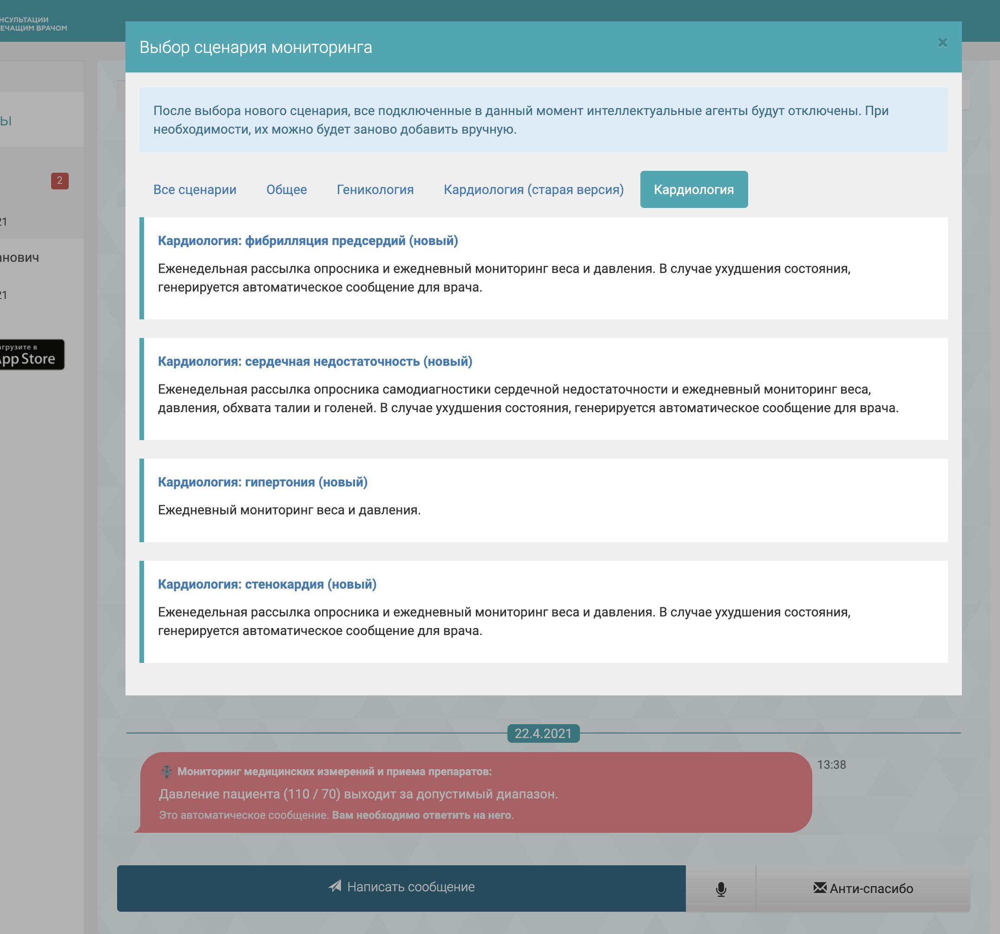 НСУЛЬТАЦИИ
ЕЧАЩИМ ВРАЧОМ
Выбор сценария мониторинга
×
После выбора нового сценария, все подключенные в данный момент интеллектуальные агенты будут отключены. При
необходимости, их можно будет заново добавить вручную.
Ы
2
Все сценарии Общее Геникология Кардиология (старая версия) Кардиология
21
Кардиология: фибрилляция предсердий (новый)
анович
Еженедельная рассылка опросника и ежедневный мониторинг веса и давления. В случае ухудшения состояния,
генерируется автоматическое сообщение для врача.
21
агрузите в
App Store
Кардиология: сердечная недостаточность (новый)
Еженедельная рассылка опросника самодиагностики сердечной недостаточности и ежедневный мониторинг веса,
давления, обхвата талии и голеней. В случае ухудшения состояния, генерируется автоматическое сообщение для врача.
Кардиология: гипертония (новый)
Ежедневный мониторинг веса и давления.
Кардиология: стенокардия (новый)
Еженедельная рассылка опросника и ежедневный мониторинг веса и давления. В случае ухудшения состояния,
генерируется автоматическое сообщение для врача.
22.4.2021
Мониторинг медицинских измерений и приема препаратов:
13:38
Давление пациента (110 / 70) выходит за допустимый диапазон.
Это автоматическое сообщение. Вам необходимо ответить на него.
Написать сообщение
Анти-спасибо